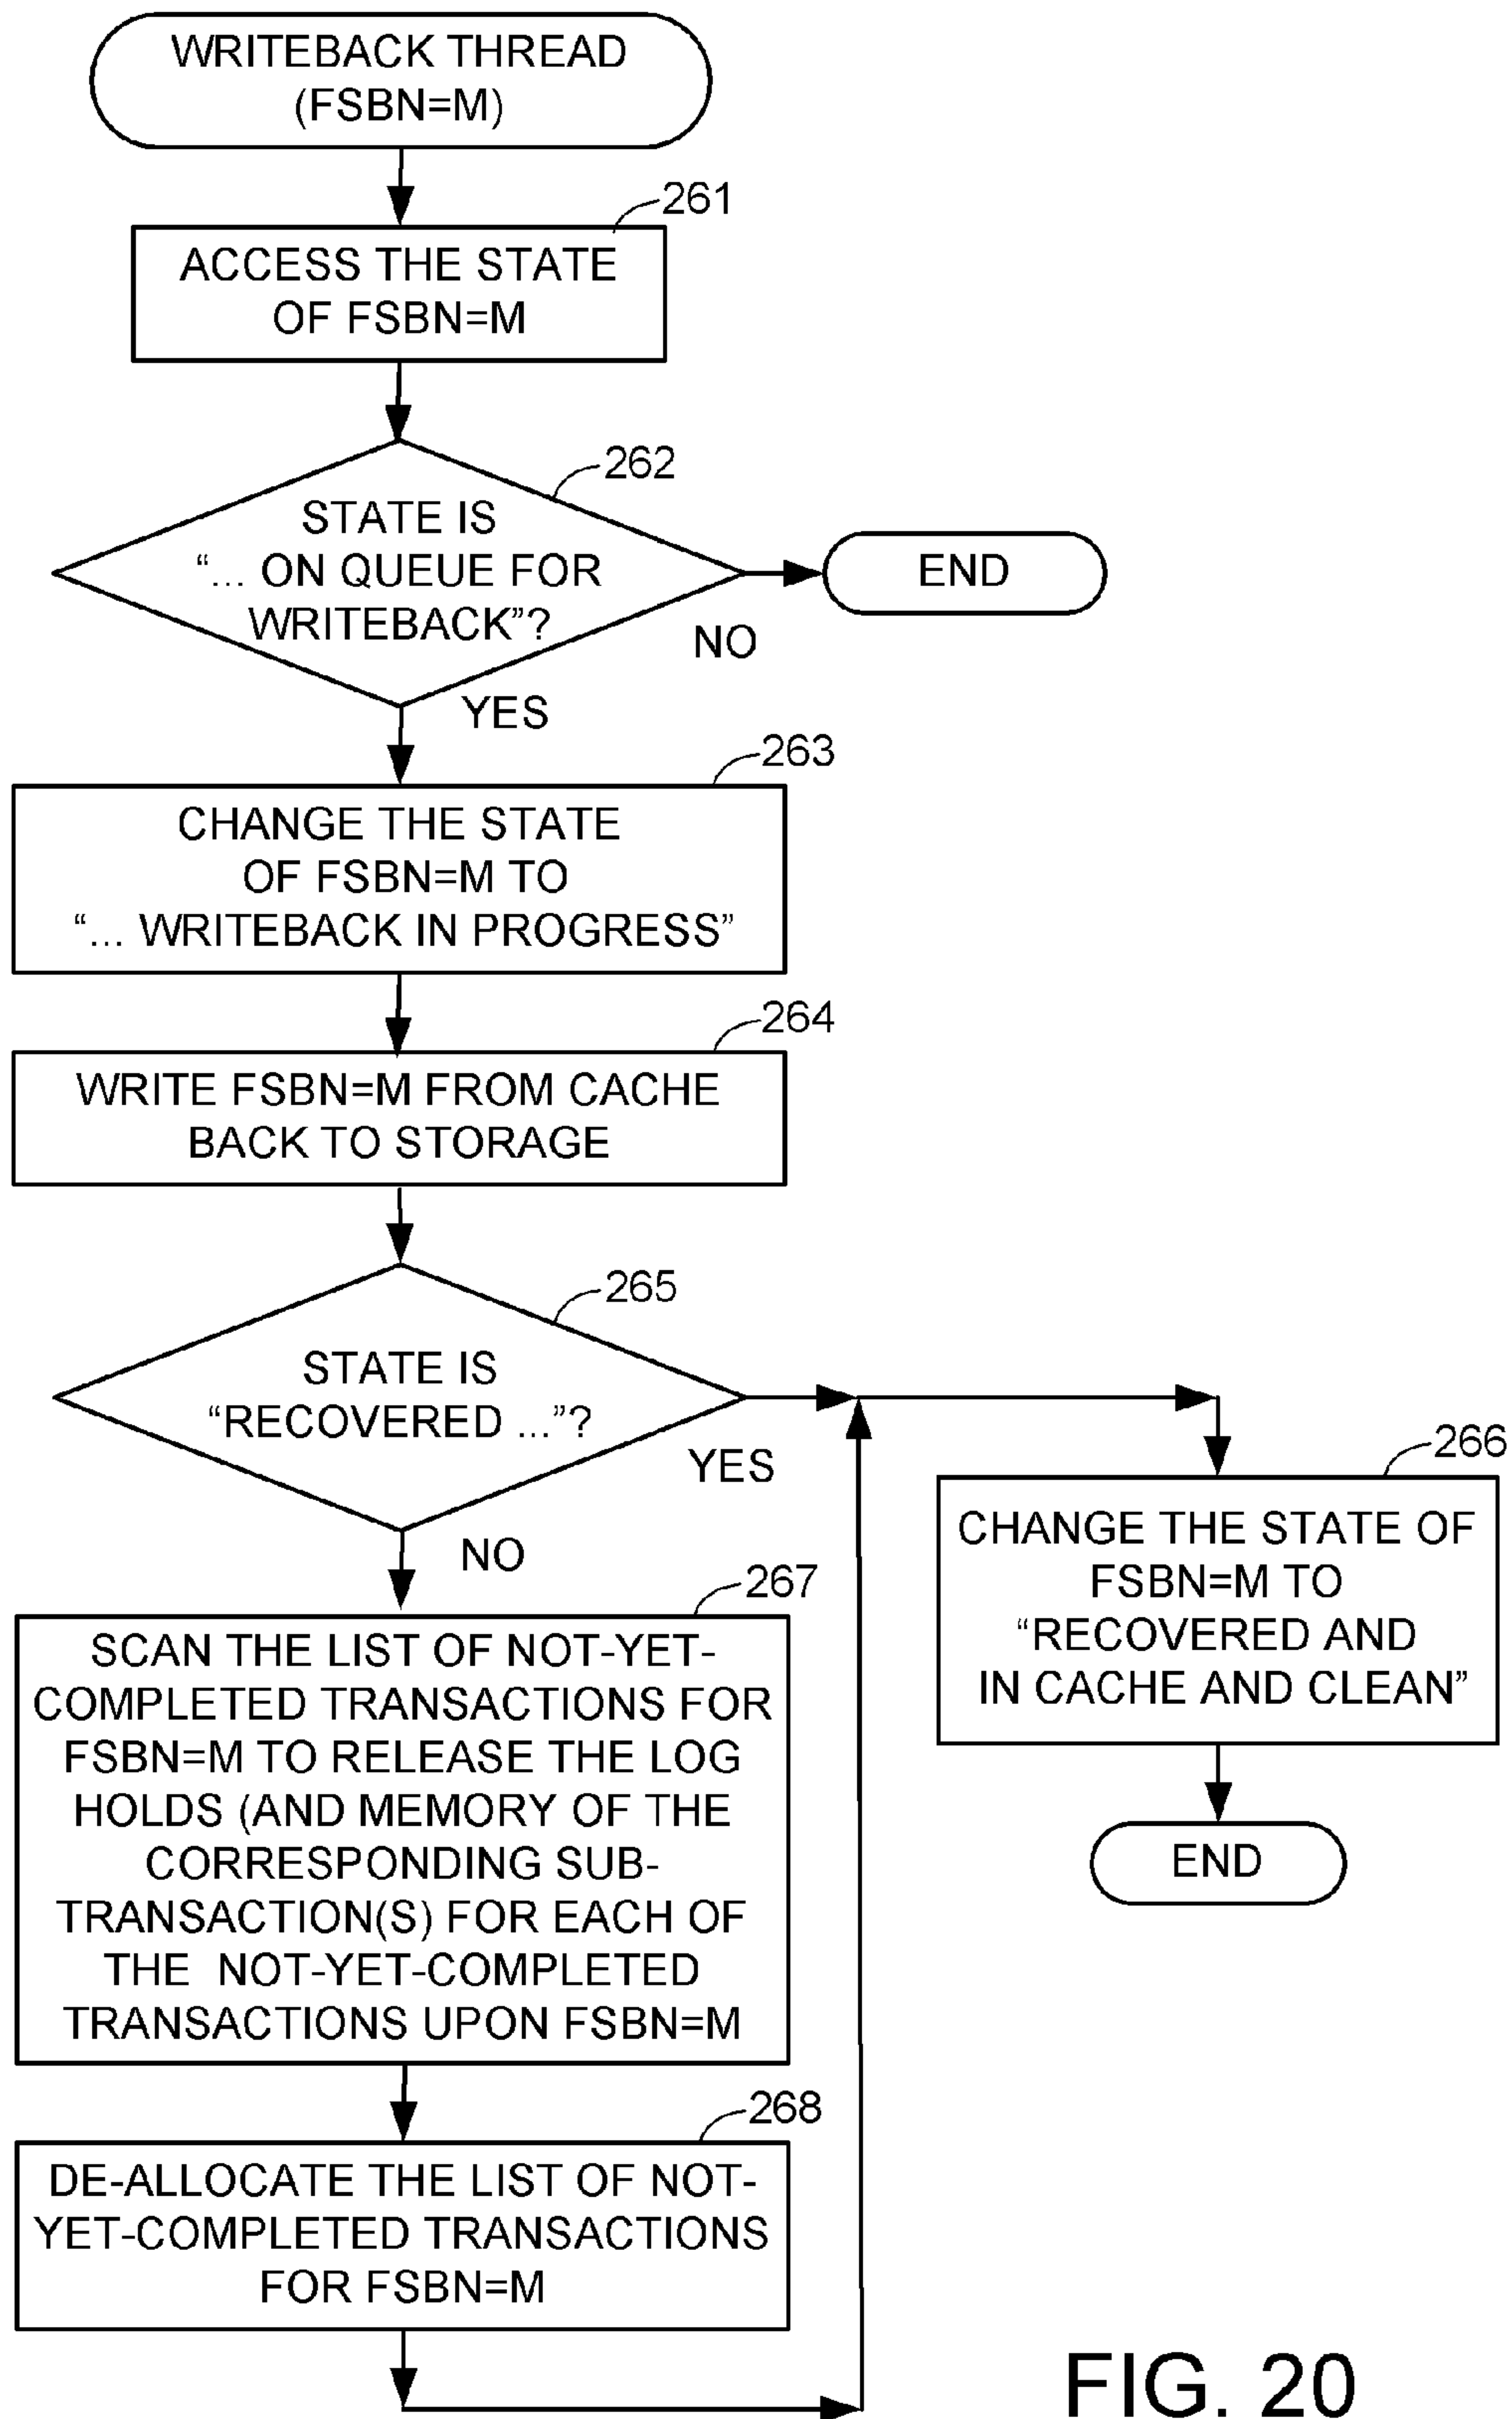 WRITEBACK THREAD
(FSBN=M)
261
ACCESS THE STATE
OF FSBN=M
262
STATE IS
“... ON QUEUE FOR
WRITEBACK”?
END
NO
YES
263
CHANGE THE STATE
OF FSBN=M TO
“... WRITEBACK IN PROGRESS”
264
WRITE FSBN=M FROM CACHE
BACK TO STORAGE
265
STATE IS
“RECOVERED ...”?
YES
NO
266
CHANGE THE STATE OF
FSBN=M TO
“RECOVERED AND
IN CACHE AND CLEAN”
END
267
SCAN THE LIST OF NOT-YET-
COMPLETED TRANSACTIONS FOR
FSBN=M TO RELEASE THE LOG
HOLDS (AND MEMORY OF THE
CORRESPONDING SUB-
TRANSACTION(S) FOR EACH OF
THE NOT-YET-COMPLETED
TRANSACTIONS UPON FSBN=M
268
DE-ALLOCATE THE LIST OF NOT-
YET-COMPLETED TRANSACTIONS
FOR FSBN=M
FIG. 20